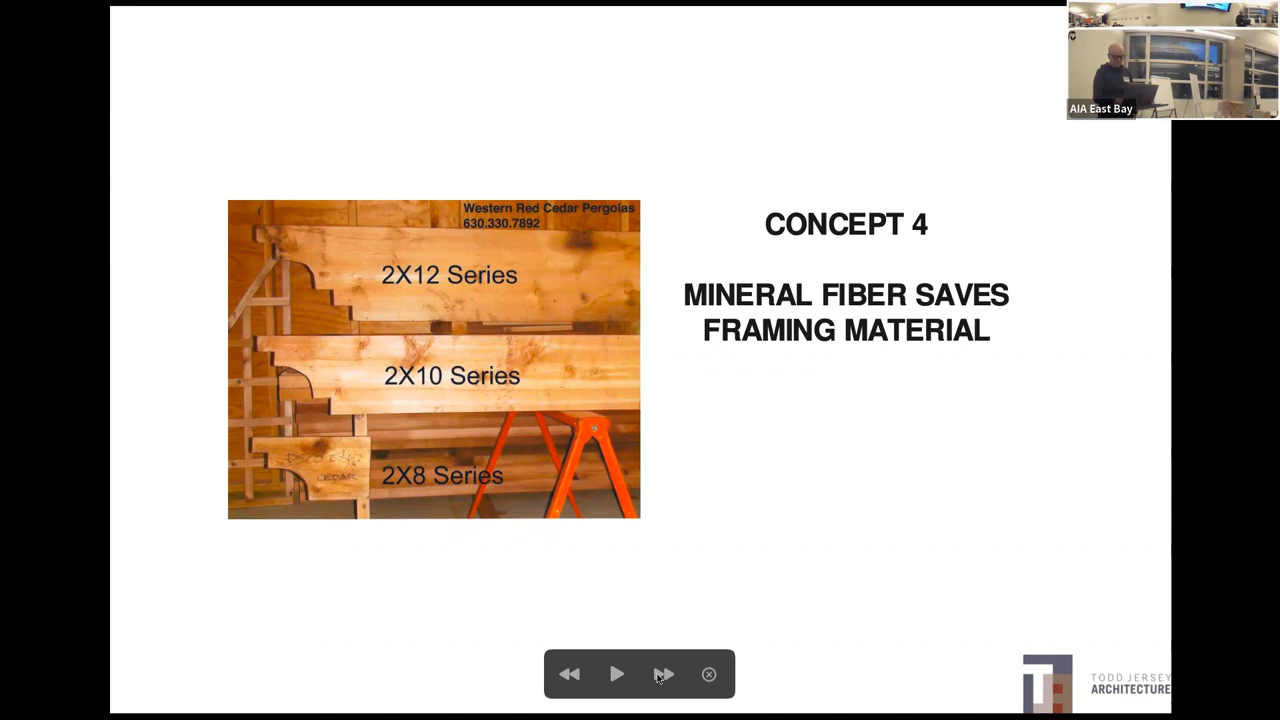 AIA East Bay
Western Red Cedar Pergolas
630.330.7892
2X12 Series
2X10 Series
CEDAR
2X8 Series
CONCEPT 4
MINERAL FIBER SAVES
FRAMING MATERIAL
TODD JERSEY
ARCHITECTURE